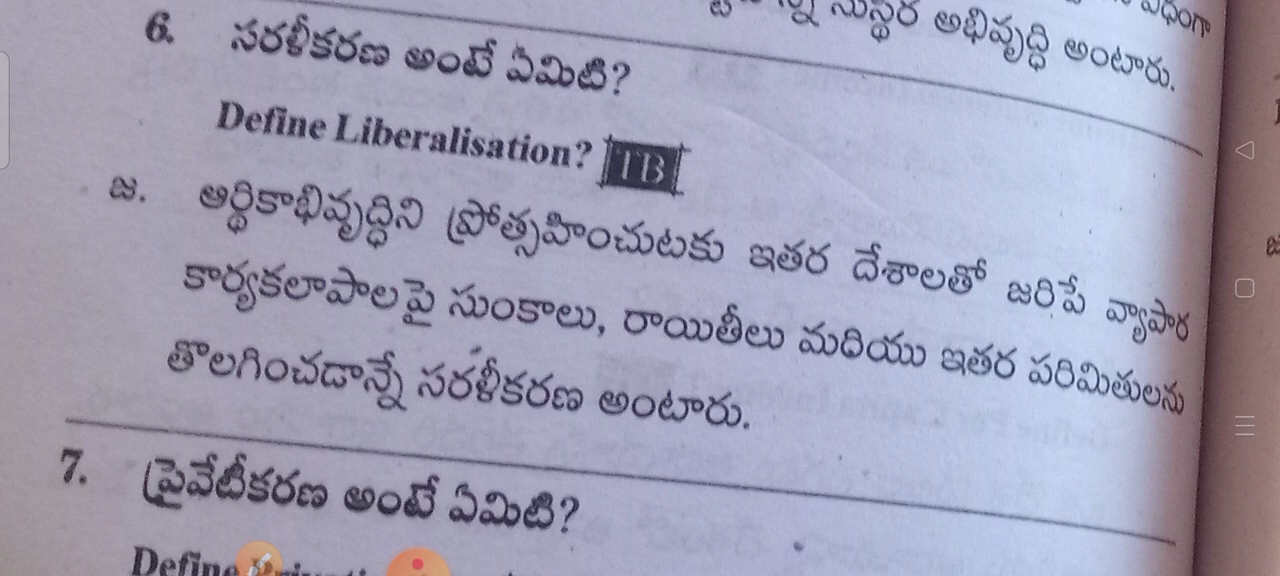 సుస్థిర అభివృద్ధి అంటారు.
6. సరళీకరణ అంటే ఏమిటి?
Define Liberalisation? TB
జ. ఆర్థికాభివృద్ధిని ప్రోత్సహించుటకు ఇతర దేశాలతో జరిపే వ్యాపార
కార్యకలాపాలపై సుంకాలు, రాయితీలు మరియు ఇతర పరిమితులను
తొలగించడాన్నే సరళీకరణ అంటారు.
7. ప్రైవేటీకరణ అంటే ఏమిటి?
Define